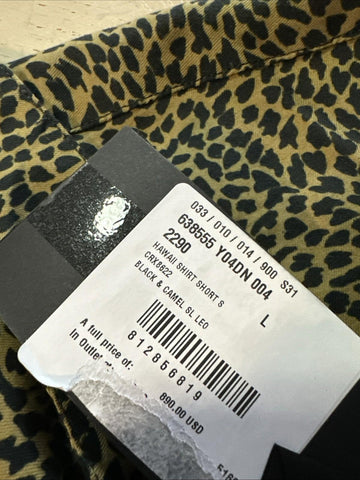 033 / 010 / 014 / 900 S31
638555 Y04DN 004
2290 L
HAWAII SHIRT SHORT S
CRX8622
BLACK & CAMEL SL LEO
812856819
A full price of:
In Outlet
890.00 USD